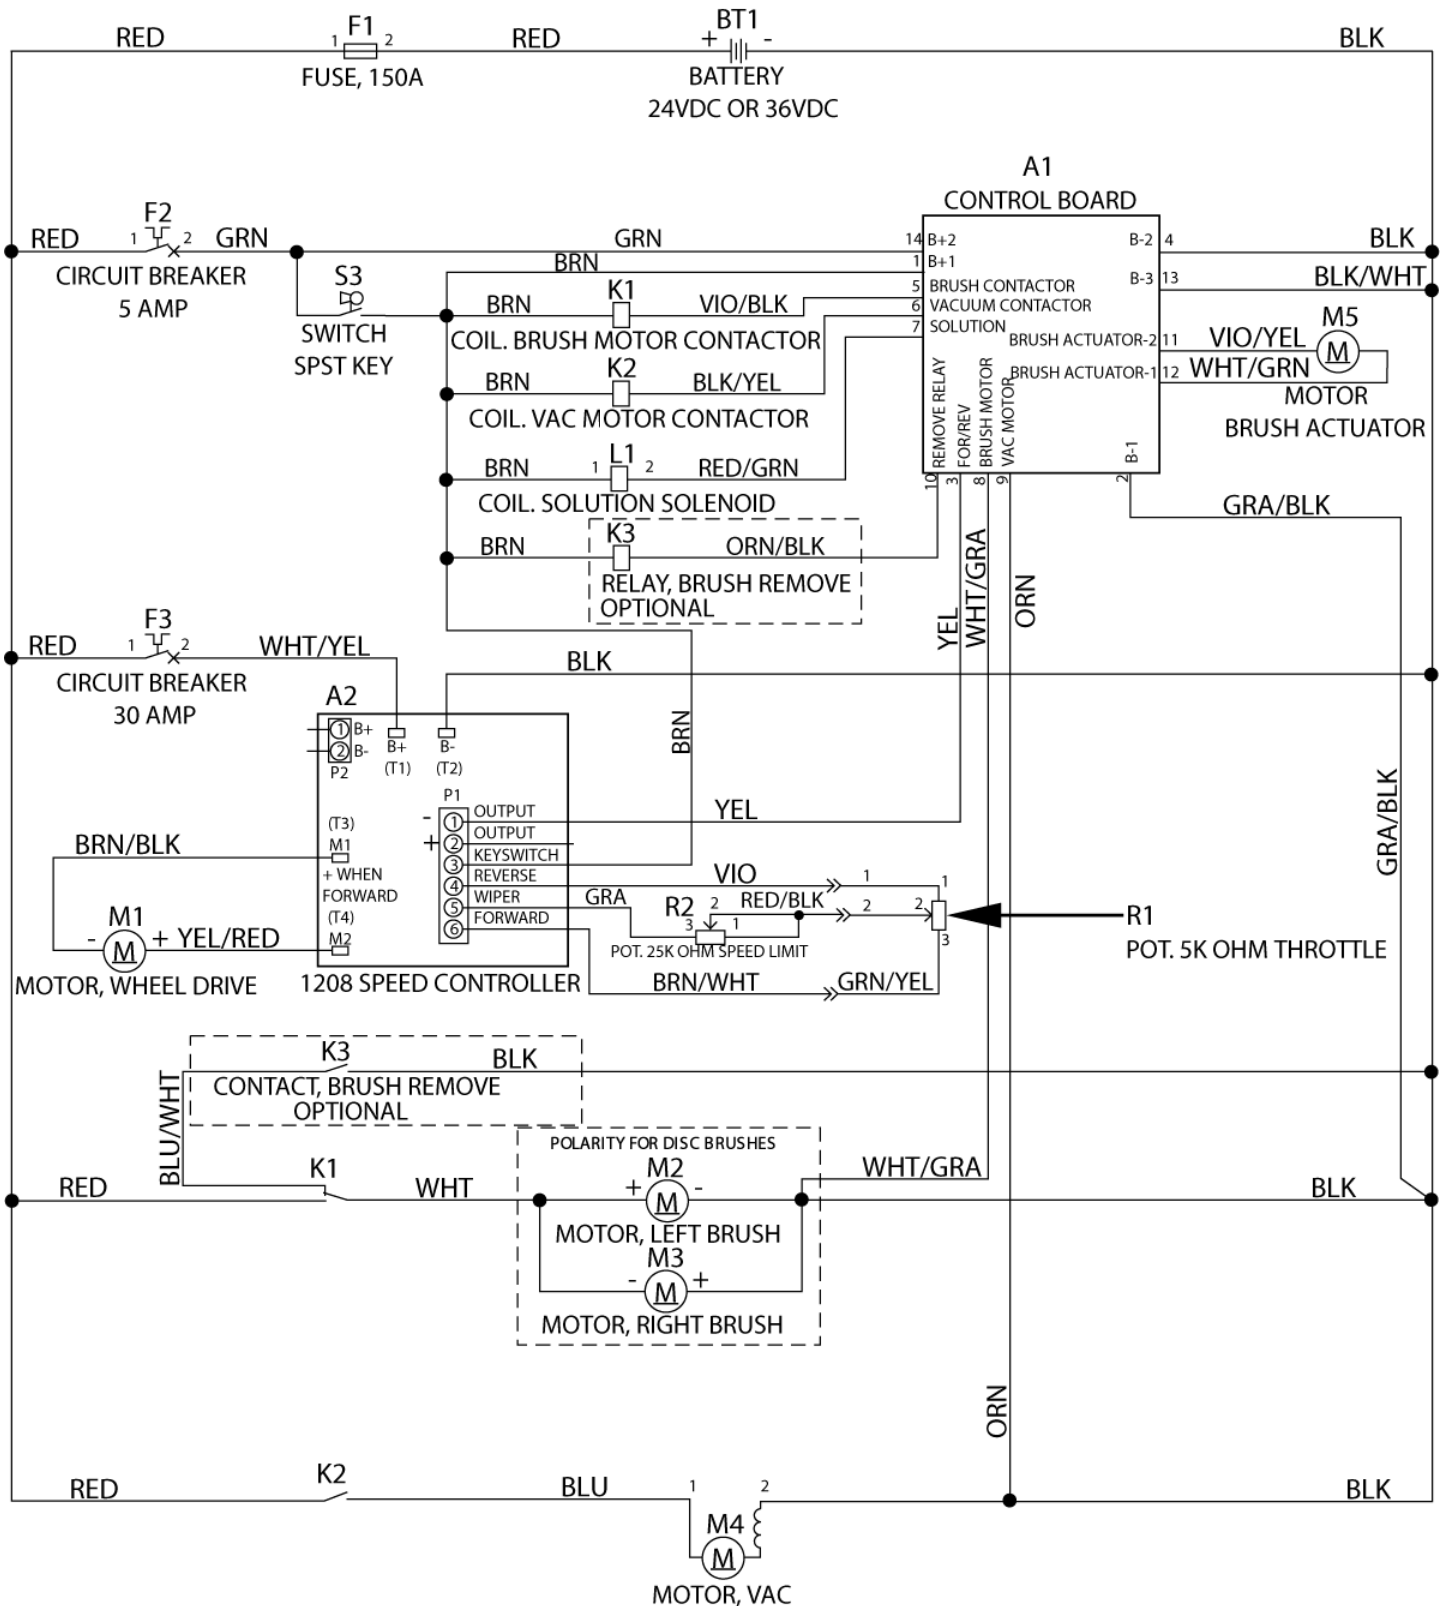 RED
1 F1 2
FUSE, 150A
RED
BT1
+ -
BATTERY
24VDC OR 36VDC
BLK
A1
CONTROL BOARD
RED
F2
1 2
GRN
CIRCUIT BREAKER
5 AMP
S3
SWITCH
SPST KEY
GRN
BRN
14 B+2
1 B+1
5 BRUSH CONTACTOR
6 VACUUM CONTACTOR
7 SOLUTION
B-2 4
B-3 13
BRUSH ACTUATOR-2 11
BRUSH ACTUATOR-1 12
REMOVE RELAY
FOR/REV
BRUSH MOTOR
VAC MOTOR
B-1
10 3 8 9 2
BLK
BLK/WHT
VIO/YEL
WHT/GRN
M5
M
MOTOR
BRUSH ACTUATOR
BRN K1 VIO/BLK
COIL. BRUSH MOTOR CONTACTOR
BRN K2 BLK/YEL
COIL. VAC MOTOR CONTACTOR
BRN 1 L1 2 RED/GRN
COIL. SOLUTION SOLENOID
BRN K3 ORN/BLK
RELAY, BRUSH REMOVE
OPTIONAL
GRA/BLK
YEL
WHT/GRA
ORN
RED
F3
1 2
WHT/YEL
CIRCUIT BREAKER
30 AMP
BLK
BRN
GRA/BLK
A2
1 B+
2 B-
P2
B+
(T1)
B-
(T2)
P1
- 1 OUTPUT
+ 2 OUTPUT
3 KEYSWITCH
4 REVERSE
5 WIPER
6 FORWARD
(T3)
M1
+ WHEN
FORWARD
(T4)
M2
1208 SPEED CONTROLLER
BRN/BLK
M1
- M + YEL/RED
MOTOR, WHEEL DRIVE
YEL
VIO 1 1
GRA
R2
3 2 1
RED/BLK 2 2
POT. 25K OHM SPEED LIMIT
BRN/WHT GRN/YEL
3
R1
POT. 5K OHM THROTTLE
K3 BLK
CONTACT, BRUSH REMOVE
OPTIONAL
BLU/WHT
RED
K1
WHT
POLARITY FOR DISC BRUSHES
M2
+ M -
MOTOR, LEFT BRUSH
M3
- M +
MOTOR, RIGHT BRUSH
WHT/GRA
BLK
ORN
RED
K2
BLU
1 2
M4
M
MOTOR, VAC
BLK